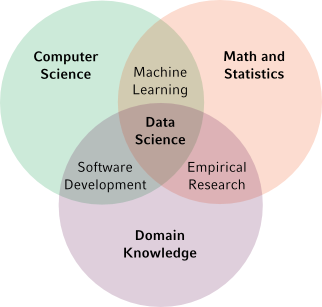 Computer
Science
Math and
Statistics
Machine
Learning
Data
Science
Software
Development
Empirical
Research
Domain
Knowledge